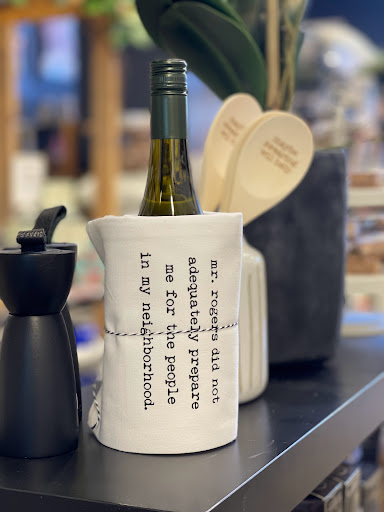 mr. rogers did not
adequately prepare
me for the people
in my neighborhood.